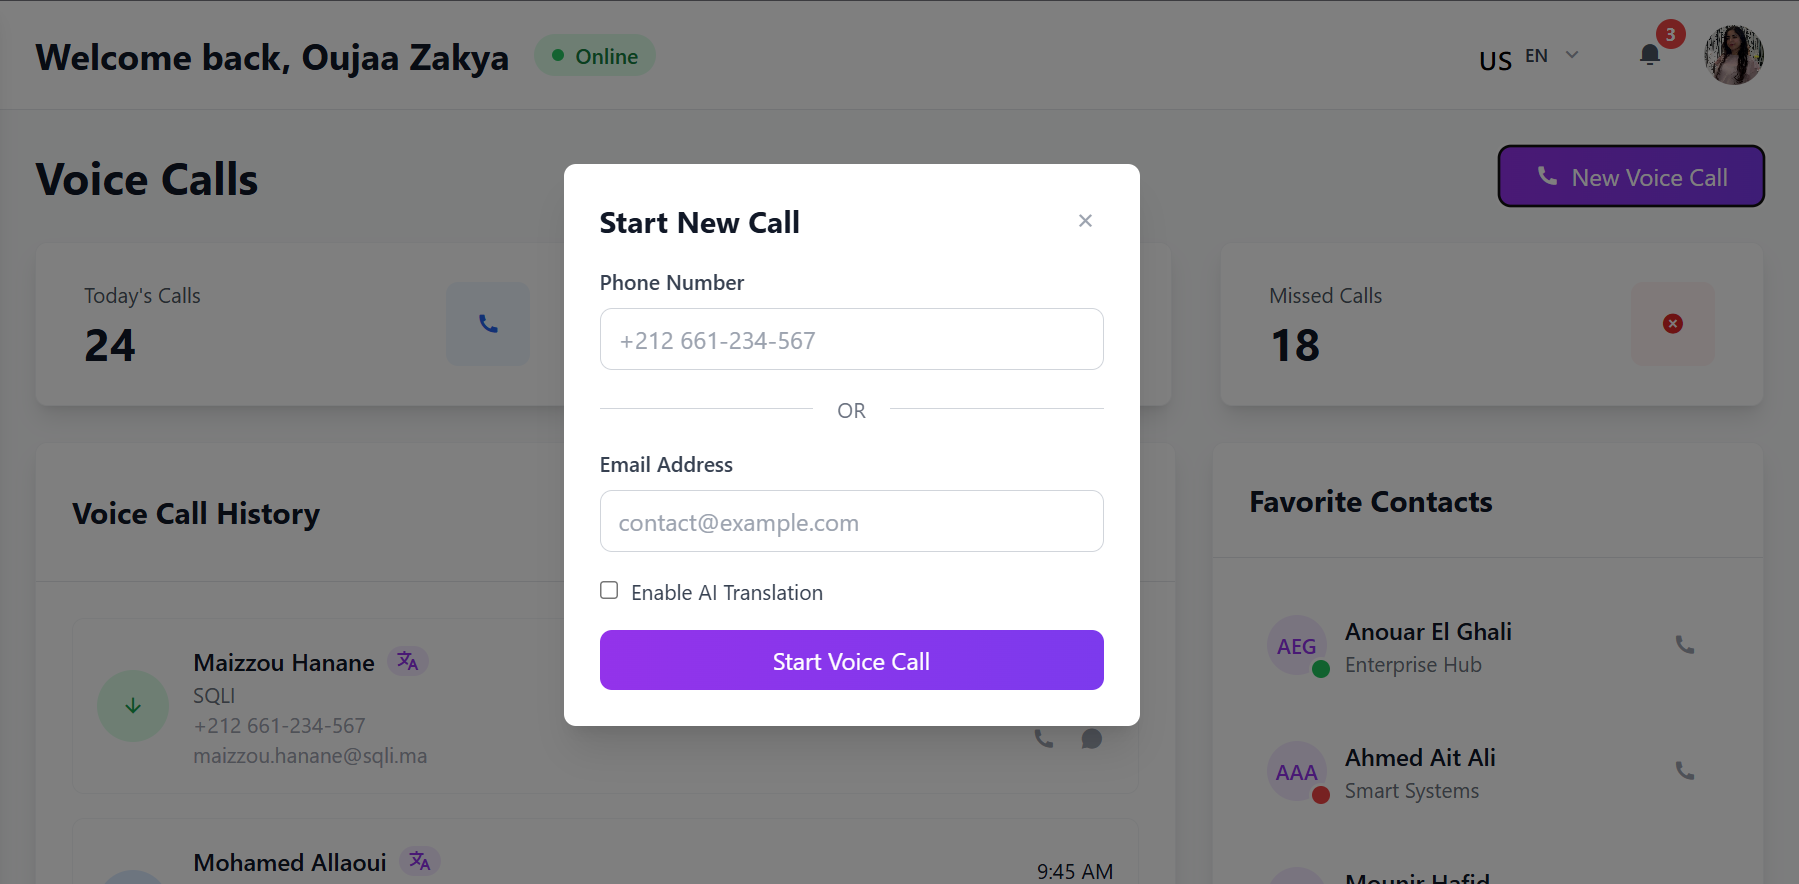 Welcome back, Oujaa Zakya
Online
US EN
3
Voice Calls
New Voice Call
Today's Calls
24
Missed Calls
18
Start New Call
Phone Number
+212 661-234-567
OR
Email Address
contact@example.com
Enable AI Translation
Start Voice Call
Voice Call History
Maizzou Hanane
SQLI
+212 661-234-567
maizzou.hanane@sqli.ma
Mohamed Allaoui
9:45 AM
Favorite Contacts
AEG
Anouar El Ghali
Enterprise Hub
AAA
Ahmed Ait Ali
Smart Systems
Mounir Hafid